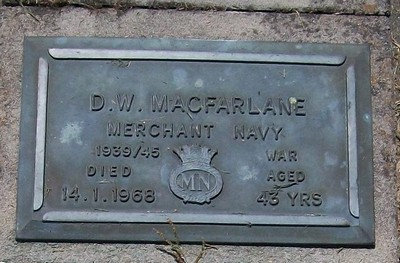 D.W. MACFARLANE
MERCHANT NAVY
1939/45 WAR
DIED AGED
MN
14.1.1968 43 YRS